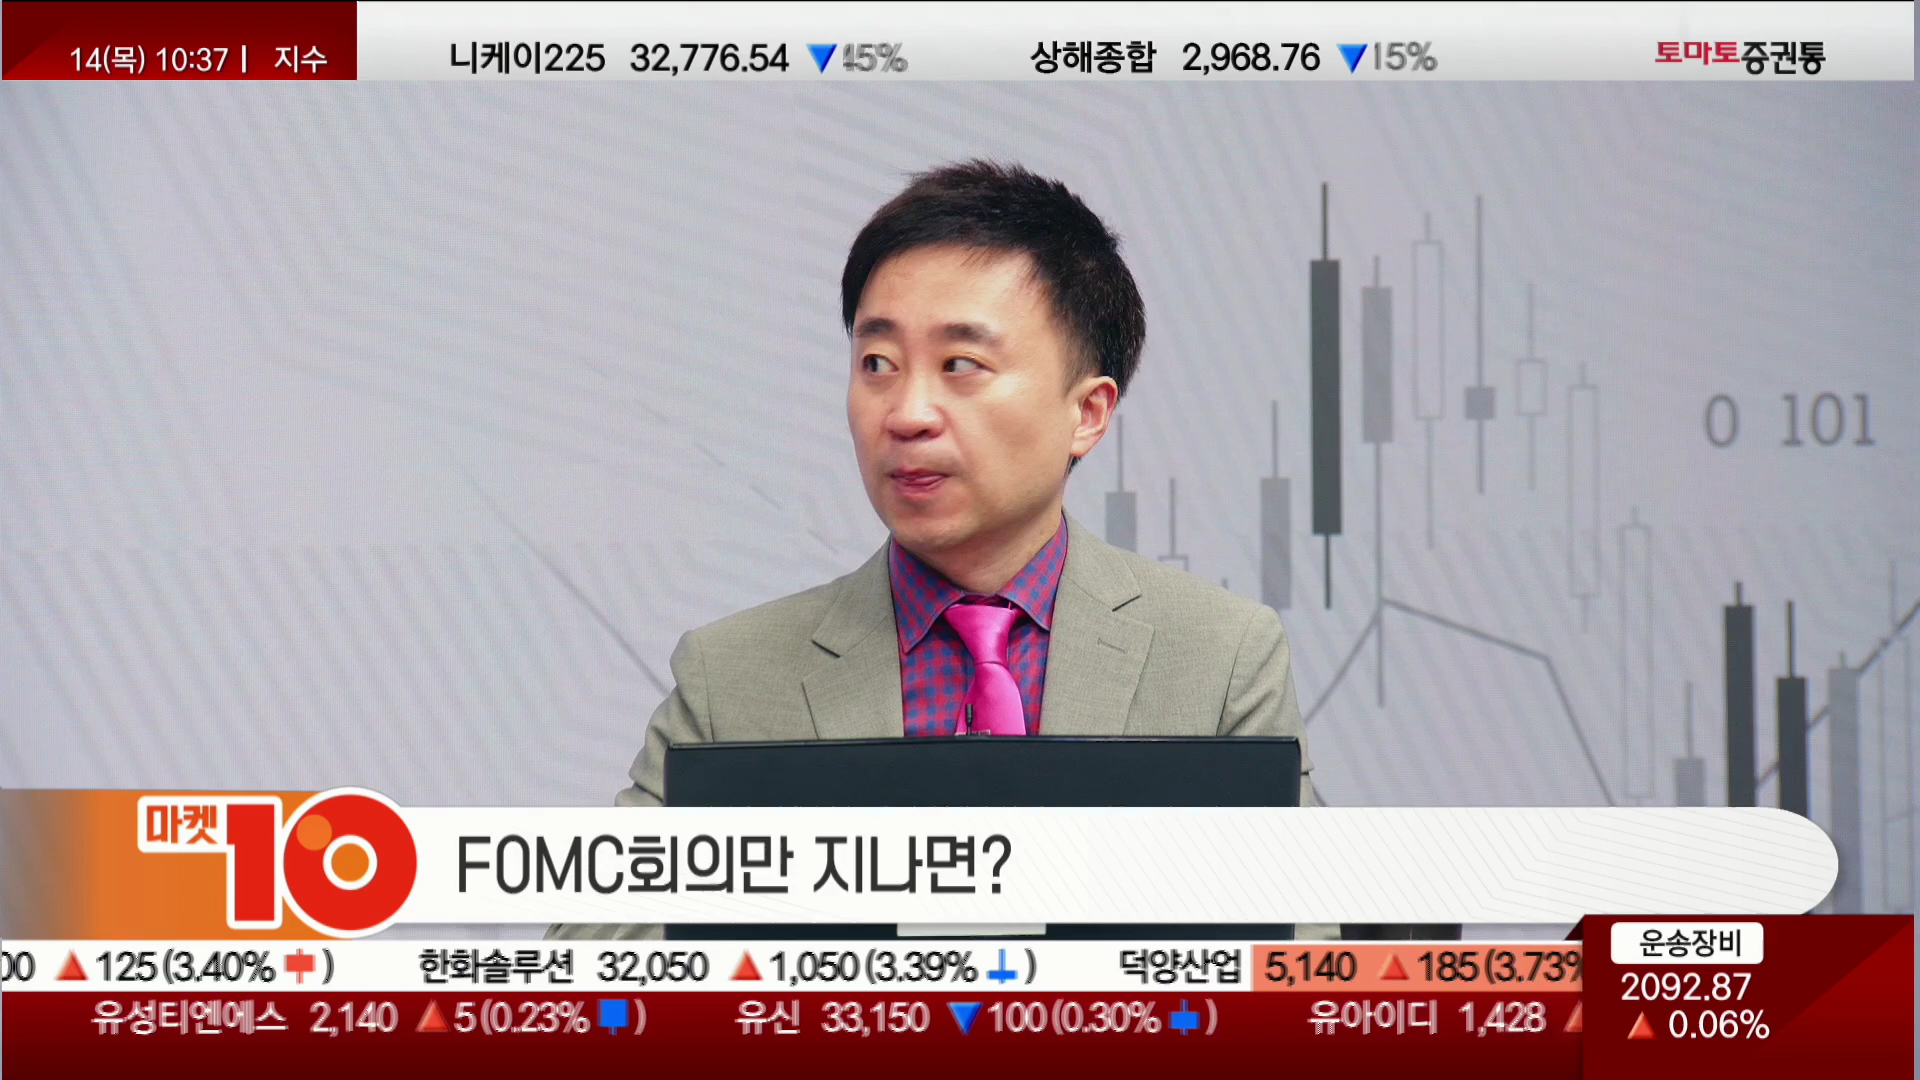 14(목) 10:37 | 지수 니케이225 32,776.54 ▼ 상해종합 2,968.76 ▼ 토마토증권통
0 101
마켓10 FOMC회의만 지나면?
운송장비
00 ▲125(3.40%) 한화솔루션 32,050 ▲1,050(3.39%) 덕양산업 5,140 ▲185(3.73%
2092.87
유성티엔에스 2,140 ▲5(0.23%) 유신 33,150 ▼100(0.30%) 유아이디 1,428
▲ 0.06%